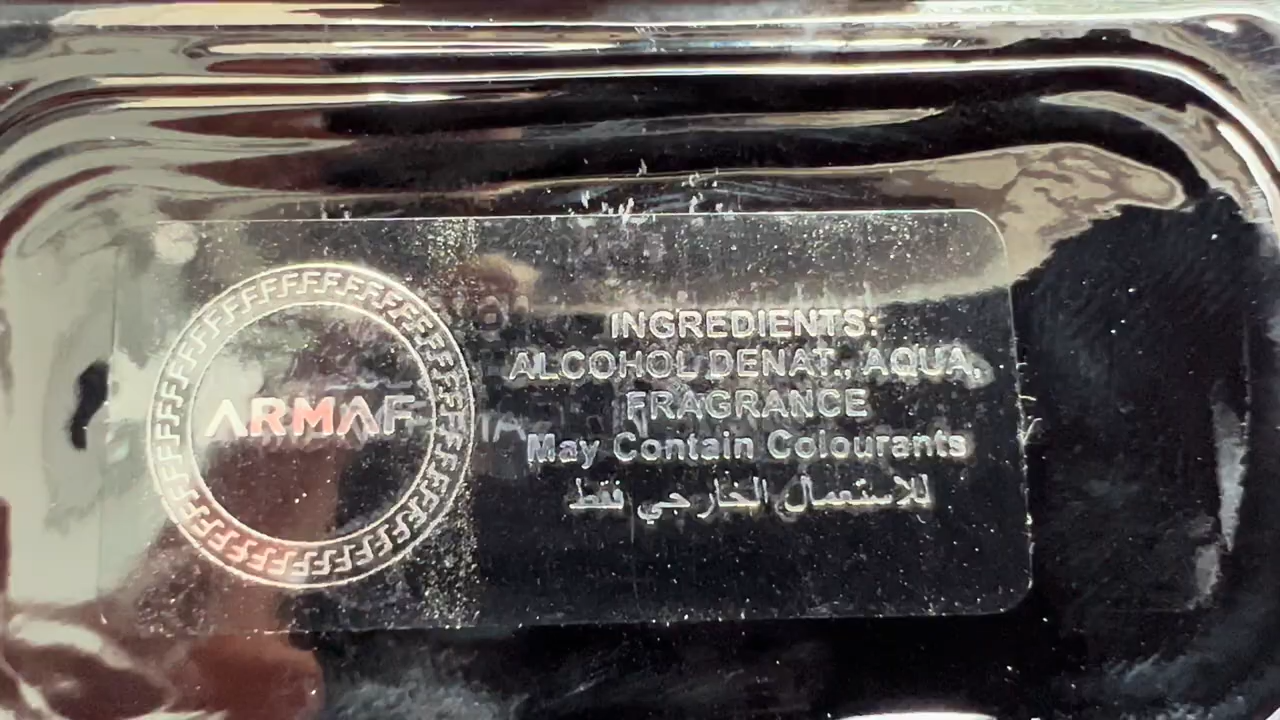 ARMAF
INGREDIENTS:
ALCOHOL DENAT., AQUA,
FRAGRANCE
May Contain Colourants
للاستعمال الخارجي فقط